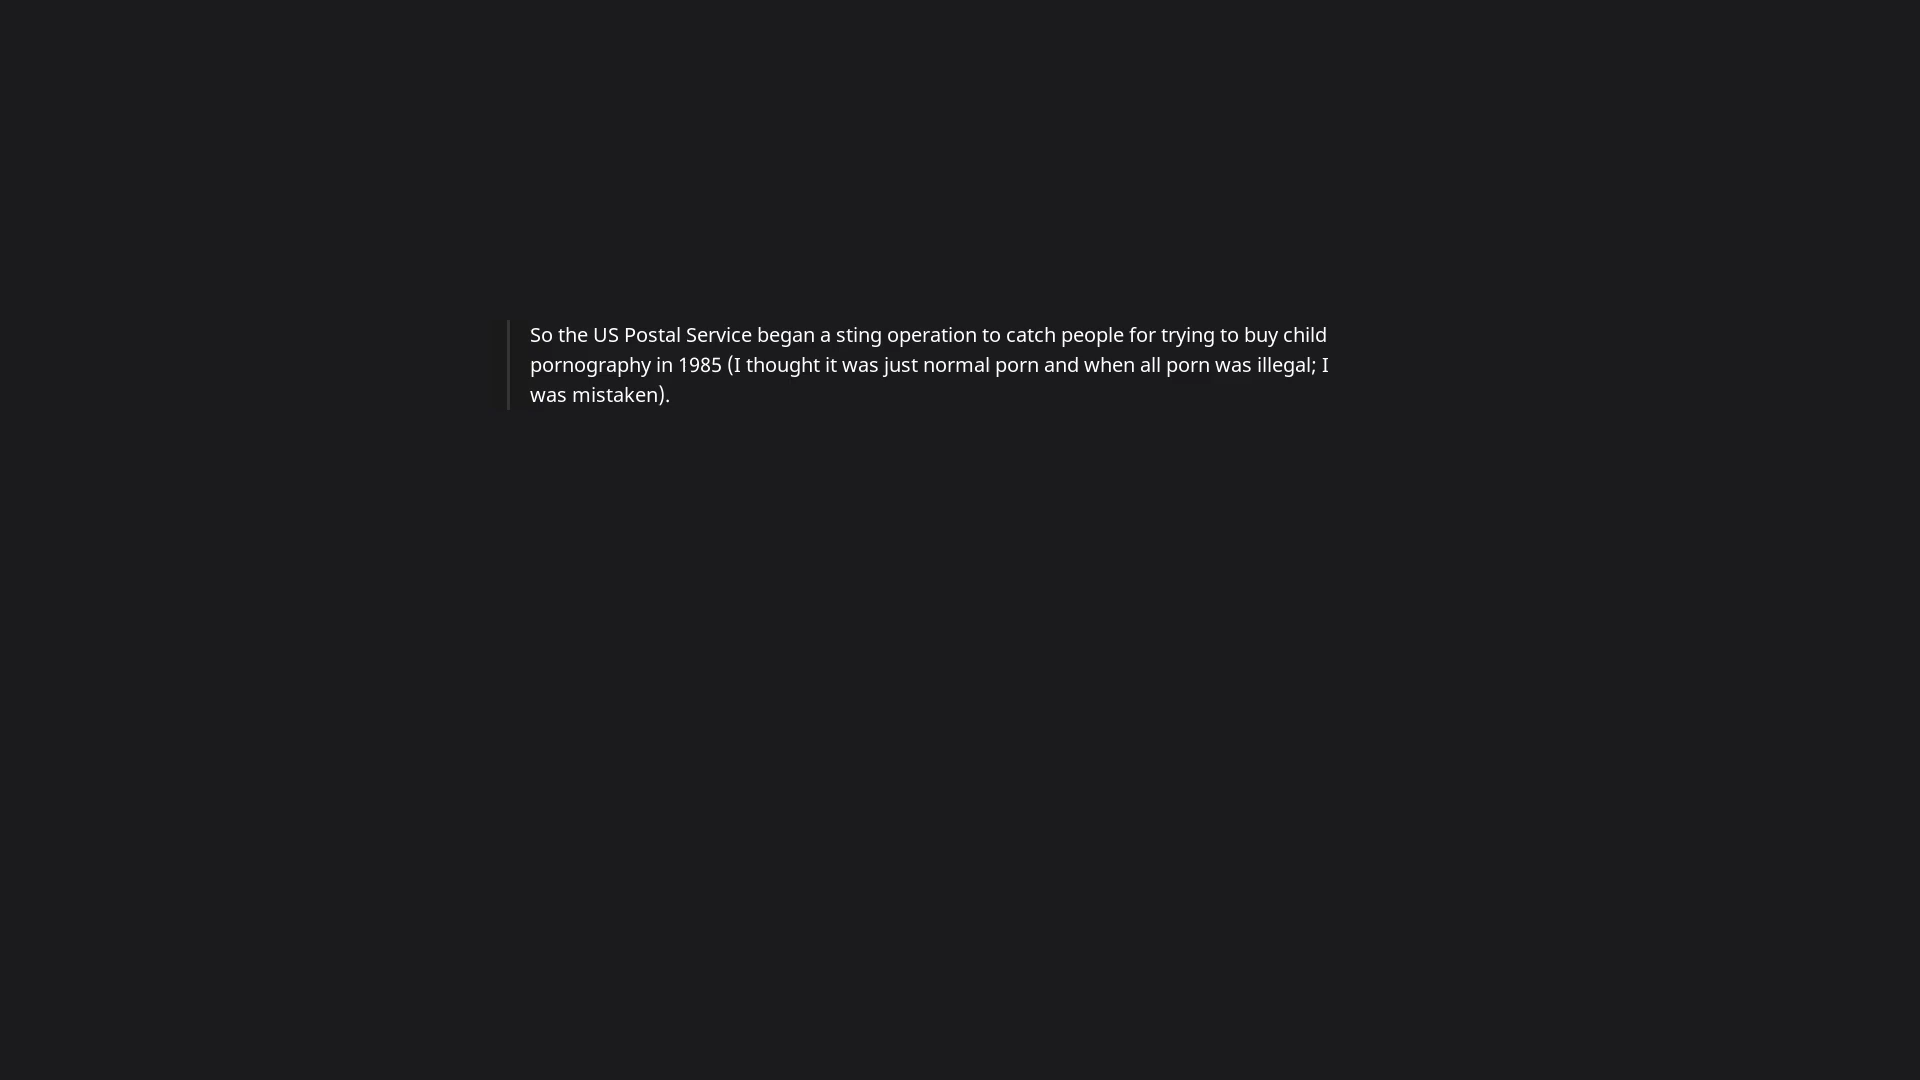 So the US Postal Service began a sting operation to catch people for trying to buy child
pornography in 1985 (I thought it was just normal porn and when all porn was illegal; I
was mistaken).